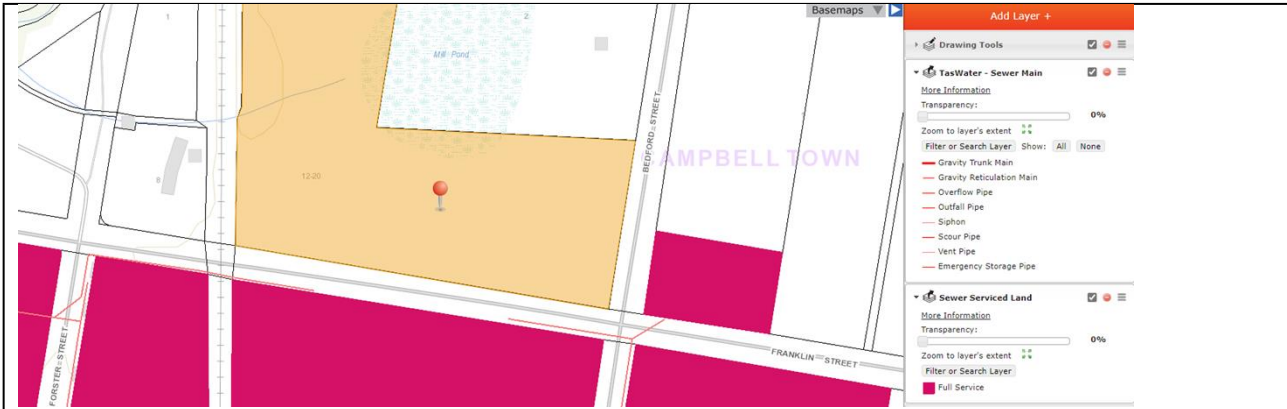 1
2
Mill Pond
12-20
8
BEDFORD STREET
CAMPBELL TOWN
FORSTER STREET
FRANKLIN STREET
Basemaps
Add Layer +
Drawing Tools
TasWater - Sewer Main
More Information
Transparency:
0%
Zoom to layer's extent
Filter or Search Layer Show: All None
Gravity Trunk Main
Gravity Reticulation Main
Overflow Pipe
Outfall Pipe
Siphon
Scour Pipe
Vent Pipe
Emergency Storage Pipe
Sewer Serviced Land
More Information
Transparency:
0%
Zoom to layer's extent
Filter or Search Layer
Full Service